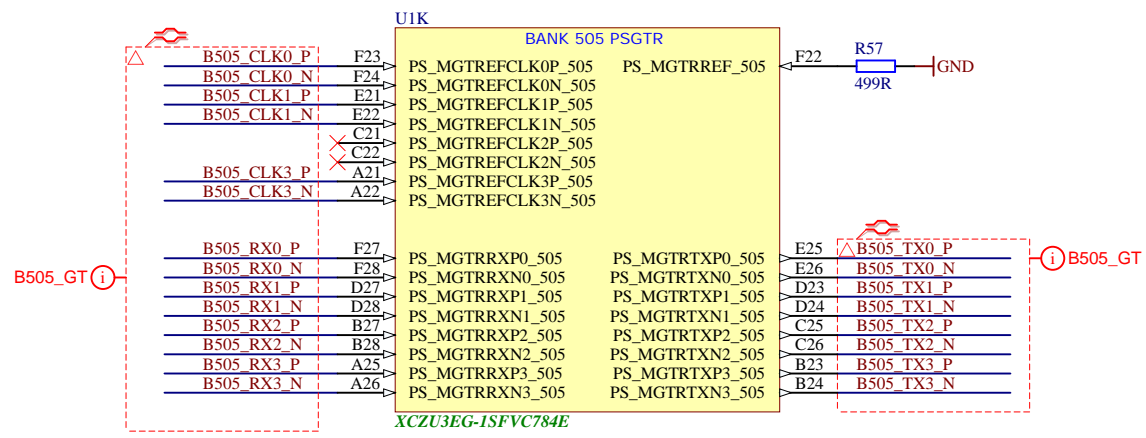 U1K
BANK 505 PSGTR
B505_CLK0_P F23 PS_MGTREFCLK0P_505 PS_MGTRREF_505 F22 R57 499R GND
B505_CLK0_N F24 PS_MGTREFCLK0N_505
B505_CLK1_P E21 PS_MGTREFCLK1P_505
B505_CLK1_N E22 PS_MGTREFCLK1N_505
C21 PS_MGTREFCLK2P_505
C22 PS_MGTREFCLK2N_505
B505_CLK3_P A21 PS_MGTREFCLK3P_505
B505_CLK3_N A22 PS_MGTREFCLK3N_505
B505_RX0_P F27 PS_MGTRRXP0_505 PS_MGTRTXP0_505 E25 B505_TX0_P
B505_GT i B505_RX0_N F28 PS_MGTRRXN0_505 PS_MGTRTXN0_505 E26 B505_TX0_N i B505_GT
B505_RX1_P D27 PS_MGTRRXP1_505 PS_MGTRTXP1_505 D23 B505_TX1_P
B505_RX1_N D28 PS_MGTRRXN1_505 PS_MGTRTXN1_505 D24 B505_TX1_N
B505_RX2_P B27 PS_MGTRRXP2_505 PS_MGTRTXP2_505 C25 B505_TX2_P
B505_RX2_N B28 PS_MGTRRXN2_505 PS_MGTRTXN2_505 C26 B505_TX2_N
B505_RX3_P A25 PS_MGTRRXP3_505 PS_MGTRTXP3_505 B23 B505_TX3_P
B505_RX3_N A26 PS_MGTRRXN3_505 PS_MGTRTXN3_505 B24 B505_TX3_N
XCZU3EG-1SFVC784E